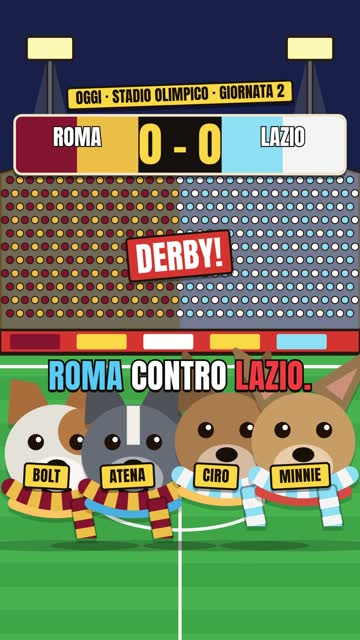 OGGI · STADIO OLIMPICO · GIORNATA 2
ROMA 0 - 0 LAZIO
DERBY!
ROMA CONTRO LAZIO.
BOLT ATENA CIRO MINNIE